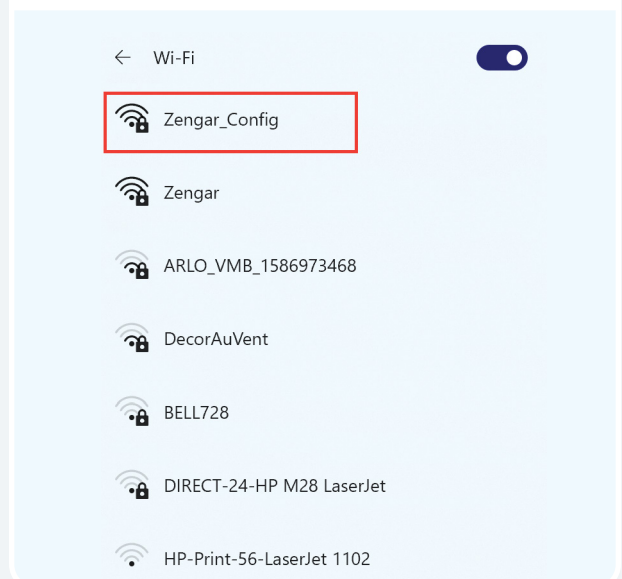 Wi-Fi
Zengar_Config
Zengar
ARLO_VMB_1586973468
DecorAuVent
BELL728
DIRECT-24-HP M28 LaserJet
HP-Print-56-LaserJet 1102